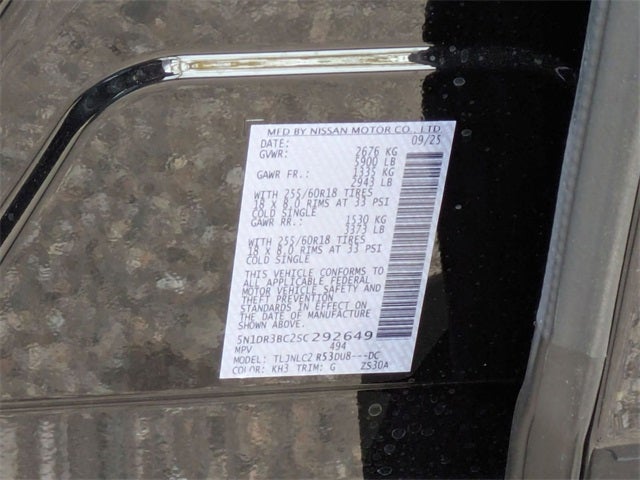 MFD BY NISSAN MOTOR CO., LTD
DATE: 09/25
GVWR: 2676 KG
5900 LB
GAWR FR.: 1335 KG
2943 LB
WITH 255/60R18 TIRES
18 X 8.0 RIMS AT 33 PSI
COLD SINGLE
GAWR RR.: 1530 KG
3373 LB
WITH 255/60R18 TIRES
18 X 8.0 RIMS AT 33 PSI
COLD SINGLE
THIS VEHICLE CONFORMS TO
ALL APPLICABLE FEDERAL
MOTOR VEHICLE SAFETY AND
THEFT PREVENTION
STANDARDS IN EFFECT ON
THE DATE OF MANUFACTURE
SHOWN ABOVE.
5N1DR3BC2SC292649
MPV 494
MODEL: TLJNLC2 R53DU8---DC
COLOR: KH3 TRIM: G ZS30A